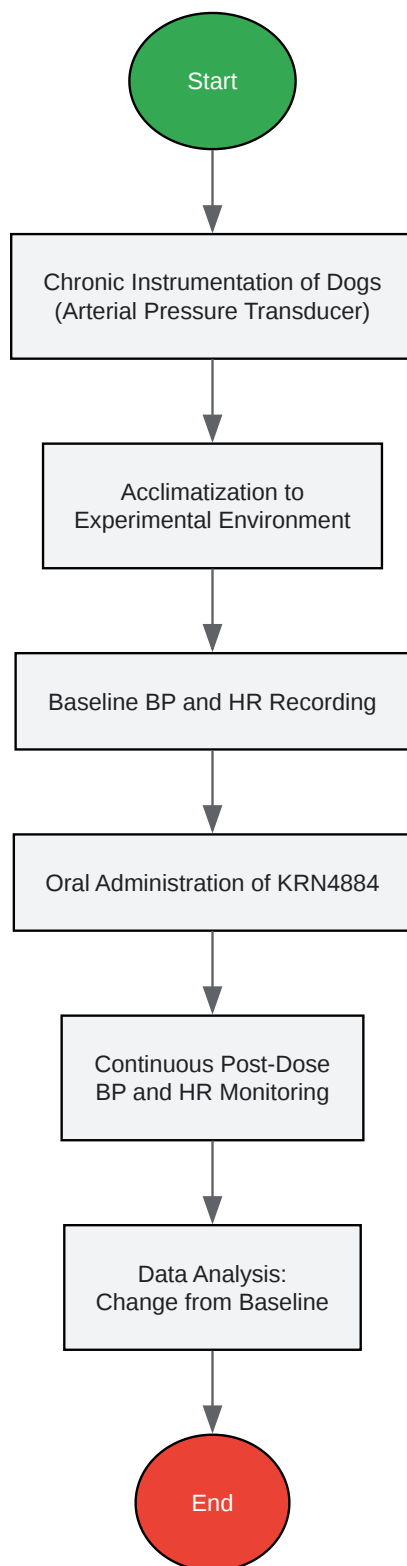 Start
Chronic Instrumentation of Dogs
(Arterial Pressure Transducer)
Acclimatization to
Experimental Environment
Baseline BP and HR Recording
Oral Administration of KRN4884
Continuous Post-Dose
BP and HR Monitoring
Data Analysis:
Change from Baseline
End